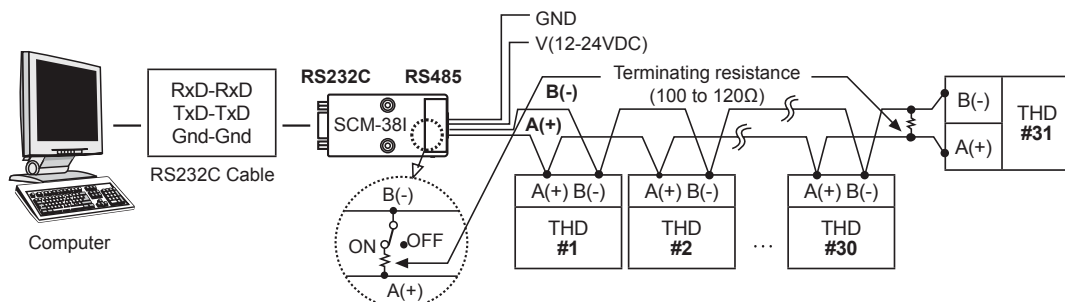 GND
V(12-24VDC)
RS232C RS485
Terminating resistance
(100 to 120Ω)
B(-)
A(+)
RxD-RxD
TxD-TxD
Gnd-Gnd
RS232C Cable
SCM-38I
Computer
B(-)
ON OFF
A(+)
A(+) B(-)
THD
#1
A(+) B(-)
THD
#2
...
A(+) B(-)
THD
#30
B(-)
A(+)
THD
#31